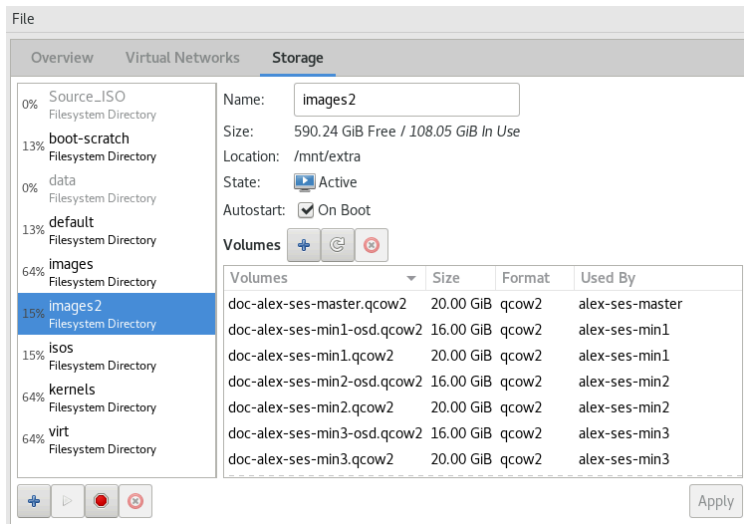 File
Overview Virtual Networks Storage
0% Source_ISO
Filesystem Directory
13% boot-scratch
Filesystem Directory
0% data
Filesystem Directory
13% default
Filesystem Directory
64% images
Filesystem Directory
15% images2
Filesystem Directory
15% isos
Filesystem Directory
64% kernels
Filesystem Directory
64% virt
Filesystem Directory
Name: images2
Size: 590.24 GiB Free / 108.05 GiB In Use
Location: /mnt/extra
State: Active
Autostart: On Boot
Volumes
Volumes Size Format Used By
doc-alex-ses-master.qcow2 20.00 GiB qcow2 alex-ses-master
doc-alex-ses-min1-osd.qcow2 16.00 GiB qcow2 alex-ses-min1
doc-alex-ses-min1.qcow2 20.00 GiB qcow2 alex-ses-min1
doc-alex-ses-min2-osd.qcow2 16.00 GiB qcow2 alex-ses-min2
doc-alex-ses-min2.qcow2 20.00 GiB qcow2 alex-ses-min2
doc-alex-ses-min3-osd.qcow2 16.00 GiB qcow2 alex-ses-min3
doc-alex-ses-min3.qcow2 20.00 GiB qcow2 alex-ses-min3
Apply